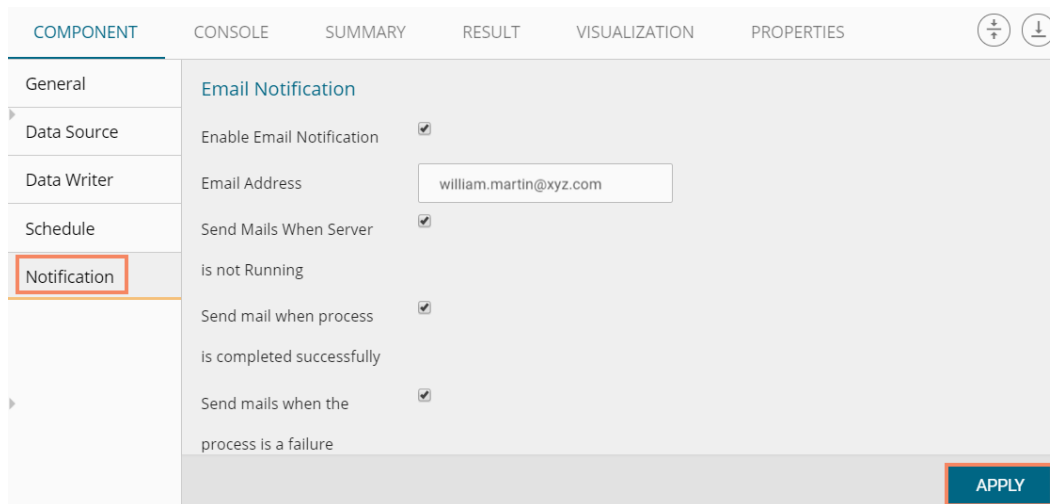 COMPONENT CONSOLE SUMMARY RESULT VISUALIZATION PROPERTIES
General
Data Source
Data Writer
Schedule
Notification
Email Notification
Enable Email Notification
Email Address william.martin@xyz.com
Send Mails When Server
is not Running
Send mail when process
is completed successfully
Send mails when the
process is a failure
APPLY